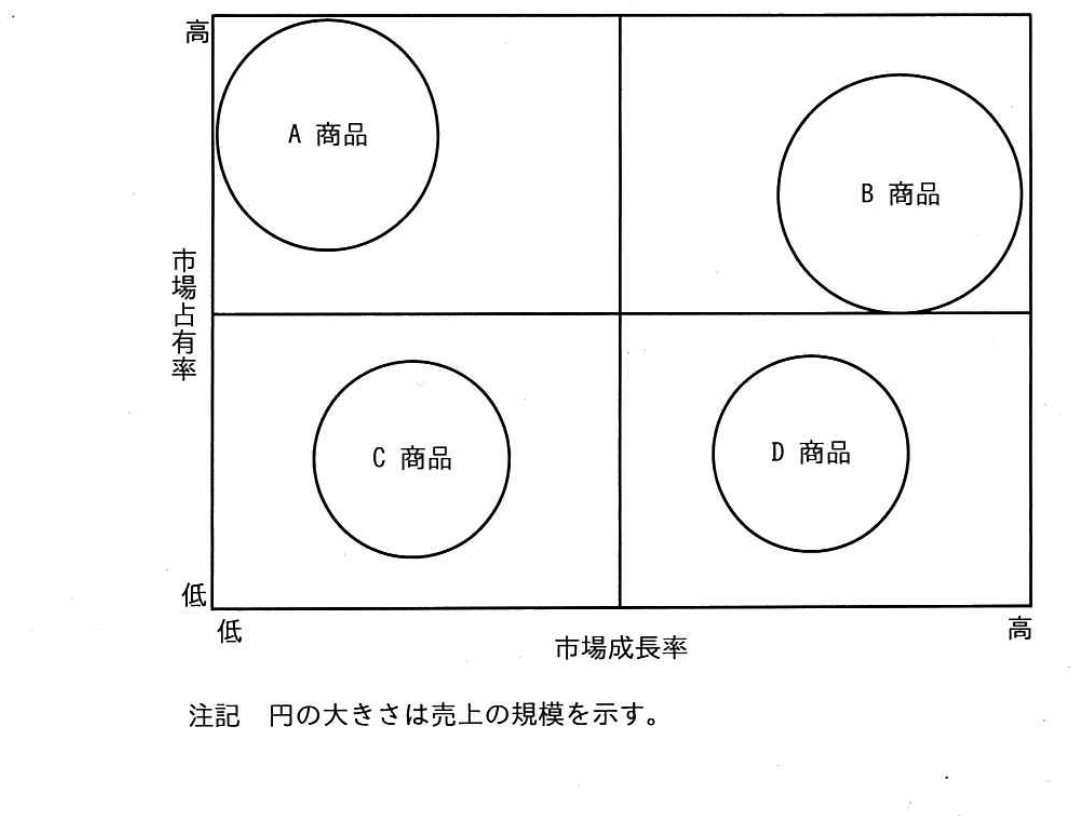 高
A 商品
B 商品
市場占有率
C 商品
D 商品
低
低
高
市場成長率
注記　円の大きさは売上の規模を示す。